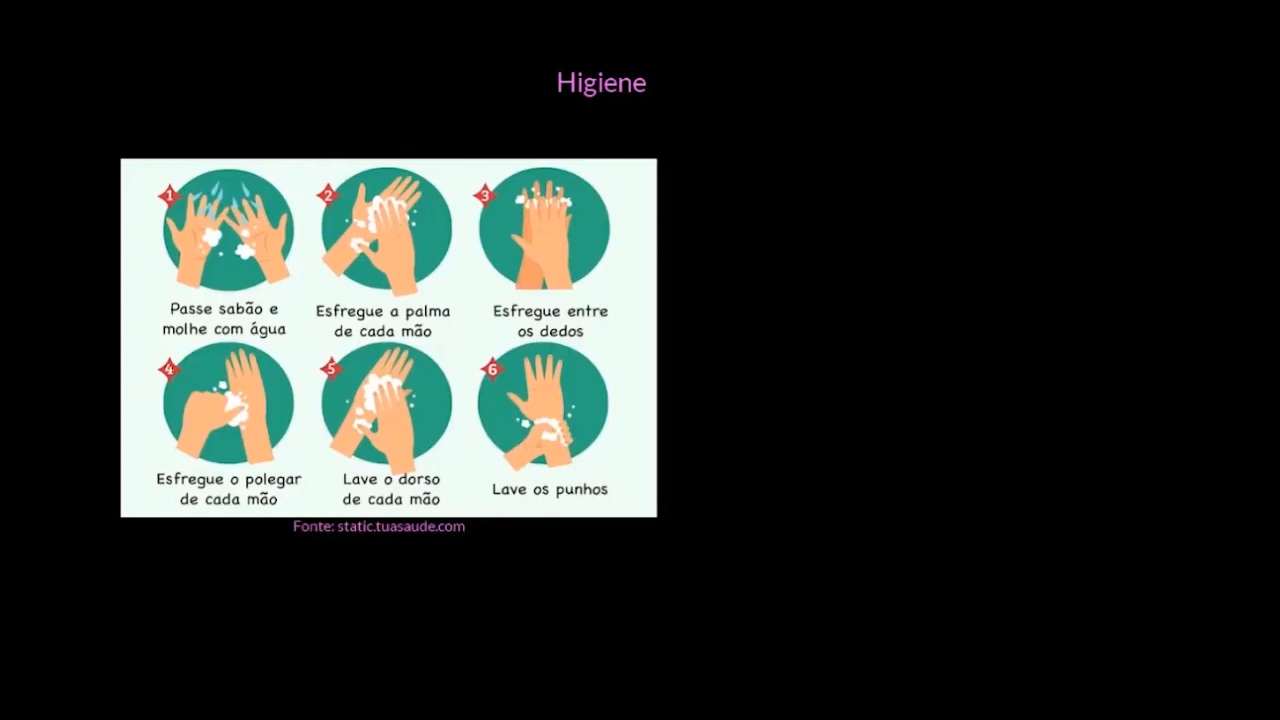 Higiene
1
Passe sabão e
molhe com água
2
Esfregue a palma
de cada mão
3
Esfregue entre
os dedos
4
Esfregue o polegar
de cada mão
5
Lave o dorso
de cada mão
6
Lave os punhos
Fonte: static.tuasaude.com